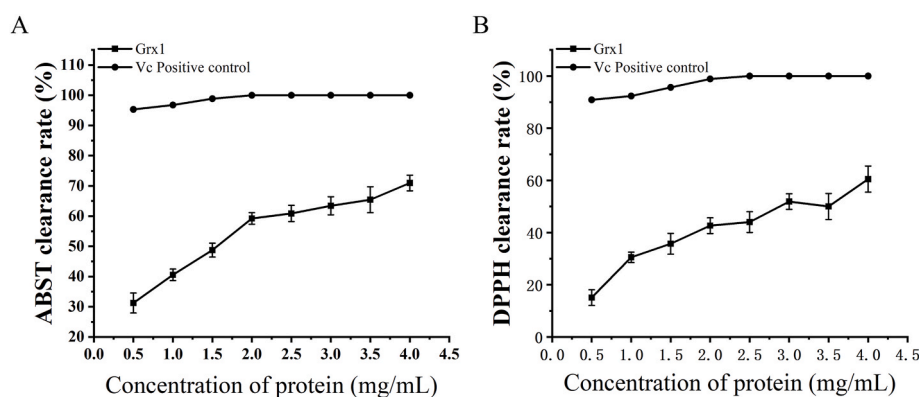 A
Grx1
Vc Positive control
ABST clearance rate (%)
110
100
90
80
70
60
50
40
30
20
0.0 0.5 1.0 1.5 2.0 2.5 3.0 3.5 4.0 4.5
Concentration of protein (mg/mL)
B
Grx1
Vc Positive control
DPPH clearance rate (%)
100
80
60
40
20
0
0.0 0.5 1.0 1.5 2.0 2.5 3.0 3.5 4.0 4.5
Concentration of protein (mg/mL)